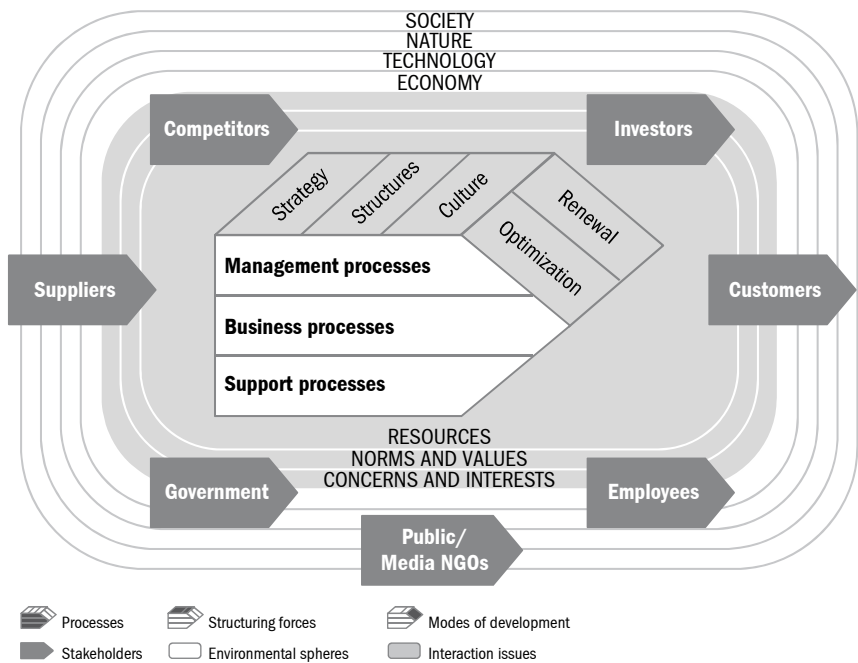 SOCIETY
NATURE
TECHNOLOGY
ECONOMY
Competitors
Investors
Strategy
Structures
Culture
Renewal
Optimization
Management processes
Suppliers
Customers
Business processes
Support processes
RESOURCES
NORMS AND VALUES
CONCERNS AND INTERESTS
Government
Employees
Public/
Media NGOs
Processes
Structuring forces
Modes of development
Stakeholders
Environmental spheres
Interaction issues